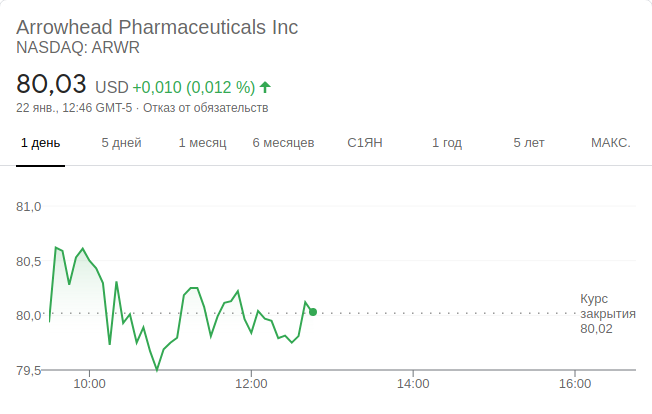 Arrowhead Pharmaceuticals Inc
NASDAQ: ARWR
80,03 USD +0,010 (0,012 %)
22 янв., 12:46 GMT-5 · Отказ от обязательств
1 день 5 дней 1 месяц 6 месяцев С1ЯН 1 год 5 лет МАКС.
81,0
80,5
80,0
79,5
Курс
закрытия
80,02
10:00 12:00 14:00 16:00